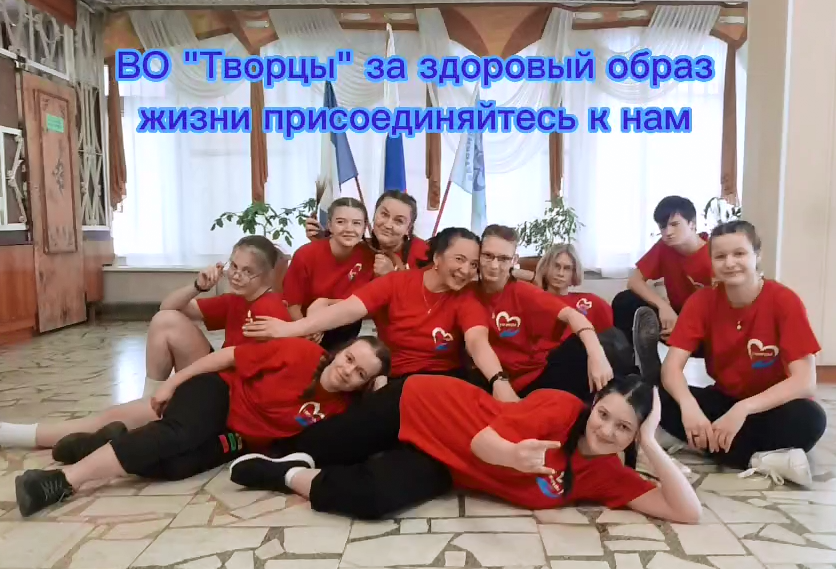 ВО "Творцы" за здоровый образ
жизни присоединяйтесь к нам